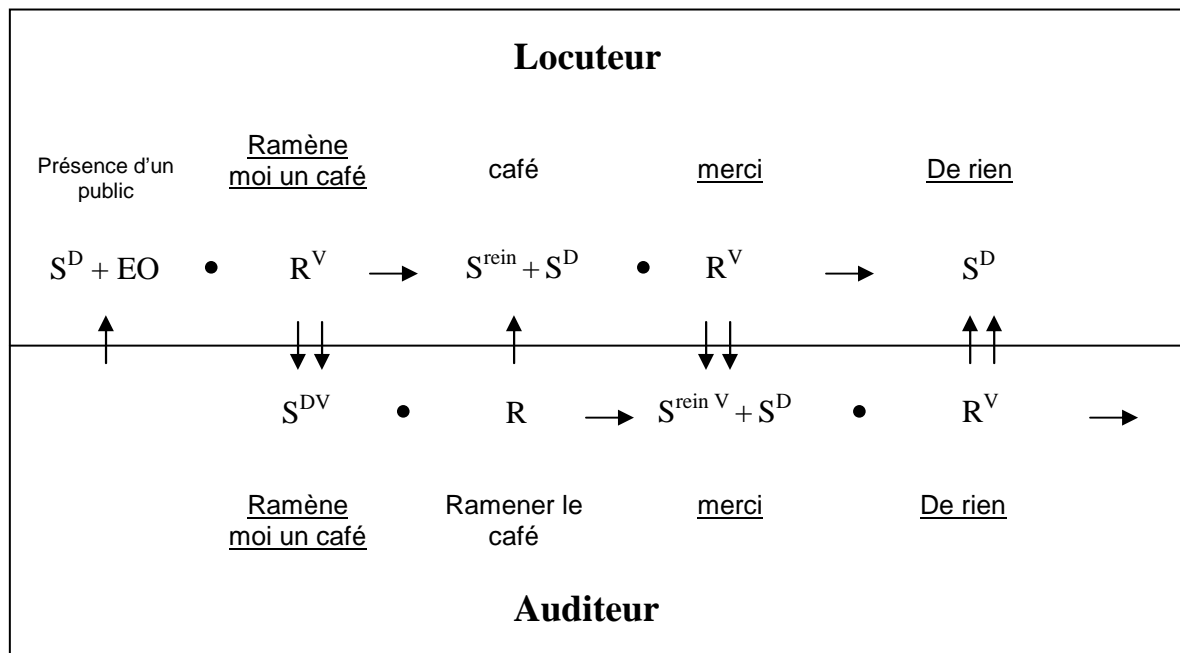 Locuteur
Ramène
Présence d'un
public
moi un café
café
merci
De rien
S^D + EO • R^V → S^rein + S^D • R^V → S^D
S^DV • R → S^rein V + S^D • R^V →
Ramène
moi un café
Ramener le
café
merci
De rien
Auditeur